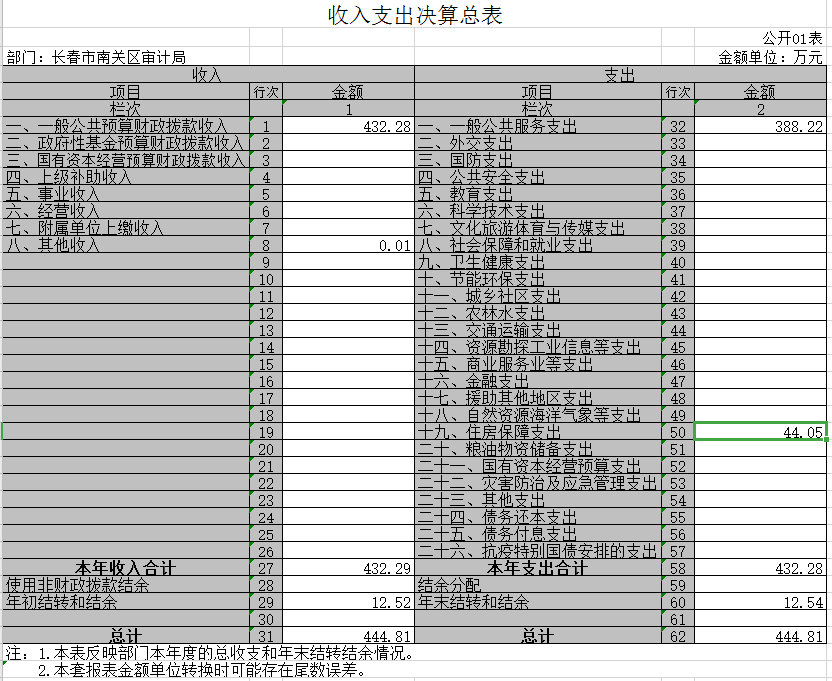 收入支出决算总表
公开01表
部门：长春市南关区审计局 金额单位：万元
收入 支出
项目 行次 金额 项目 行次 金额
栏次 1 栏次 2
一、一般公共预算财政拨款收入 1 432.28 一、一般公共服务支出 32 388.22
二、政府性基金预算财政拨款收入 2 二、外交支出 33
三、国有资本经营预算财政拨款收入 3 三、国防支出 34
四、上级补助收入 4 四、公共安全支出 35
五、事业收入 5 五、教育支出 36
六、经营收入 6 六、科学技术支出 37
七、附属单位上缴收入 7 七、文化旅游体育与传媒支出 38
八、其他收入 8 0.01 八、社会保障和就业支出 39
9 九、卫生健康支出 40
10 十、节能环保支出 41
11 十一、城乡社区支出 42
12 十二、农林水支出 43
13 十三、交通运输支出 44
14 十四、资源勘探工业信息等支出 45
15 十五、商业服务业等支出 46
16 十六、金融支出 47
17 十七、援助其他地区支出 48
18 十八、自然资源海洋气象等支出 49
19 十九、住房保障支出 50 44.05
20 二十、粮油物资储备支出 51
21 二十一、国有资本经营预算支出 52
22 二十二、灾害防治及应急管理支出 53
23 二十三、其他支出 54
24 二十四、债务还本支出 55
25 二十五、债务付息支出 56
26 二十六、抗疫特别国债安排的支出 57
本年收入合计 27 432.29 本年支出合计 58 432.28
使用非财政拨款结余 28 结余分配 59
年初结转和结余 29 12.52 年末结转和结余 60 12.54
30 61
总计 31 444.81 总计 62 444.81
注：1.本表反映部门本年度的总收支和年末结转结余情况。
2.本套报表金额单位转换时可能存在尾数误差。